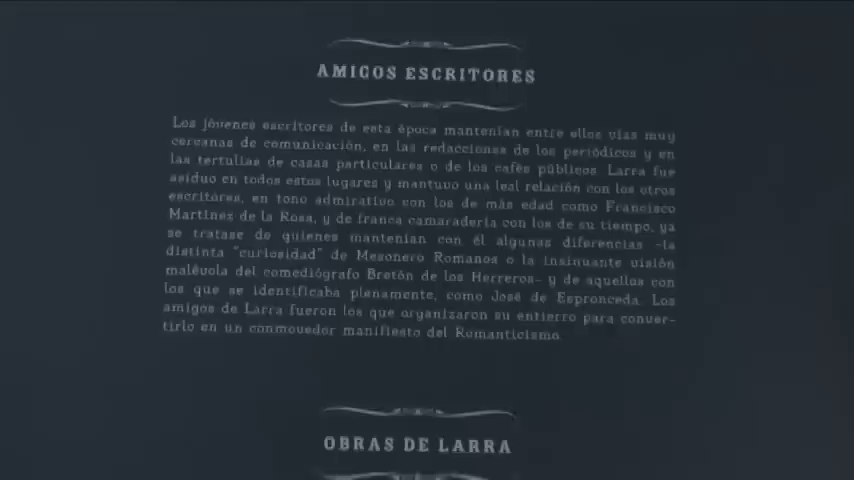 AMIGOS ESCRITORES
Los jóvenes escritores de esta época mantenían entre ellos vías muy
cercanas de comunicación, en las redacciones de los periódicos y en
las tertulias de casas particulares o de los cafés públicos. Larra fue
asiduo en todos estos lugares y mantuvo una leal relación con los otros
escritores, en tono admirativo con los de más edad como Francisco
Martínez de la Rosa, y de franca camaradería con los de su tiempo, ya
se tratase de quienes mantenían con él algunas diferencias -la
distinta "curiosidad" de Mesonero Romanos o la insinuante visión
malévola del comediógrafo Bretón de los Herreros- y de aquellos con
los que se identificaba plenamente, como José de Espronceda. Los
amigos de Larra fueron los que organizaron su entierro para conver-
tirlo en un conmovedor manifiesto del Romanticismo.
OBRAS DE LARRA